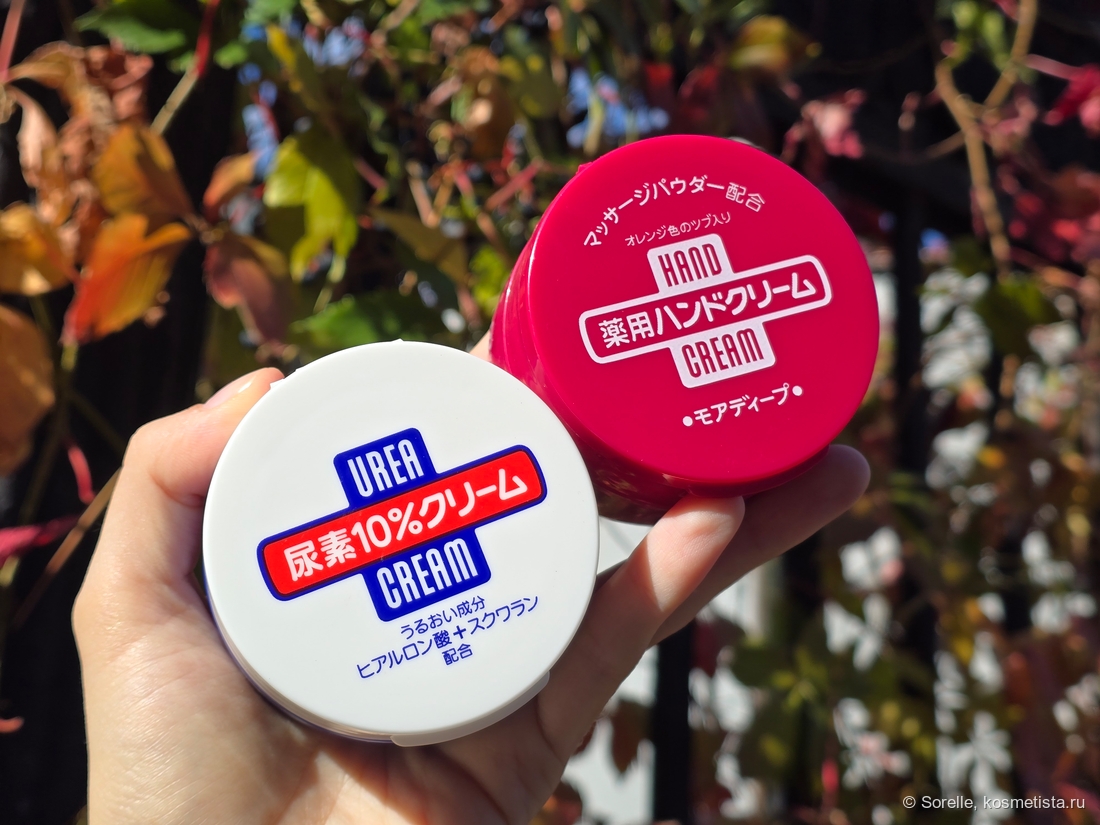 マッサージパウダー配合
オレンジ色のツブ入り
HAND
薬用ハンドクリーム
CREAM
•モアディープ•
UREA
尿素10%クリーム
CREAM
うるおい成分
ヒアルロン酸+スクワラン
配合
© Sorelle, kosmetista.ru